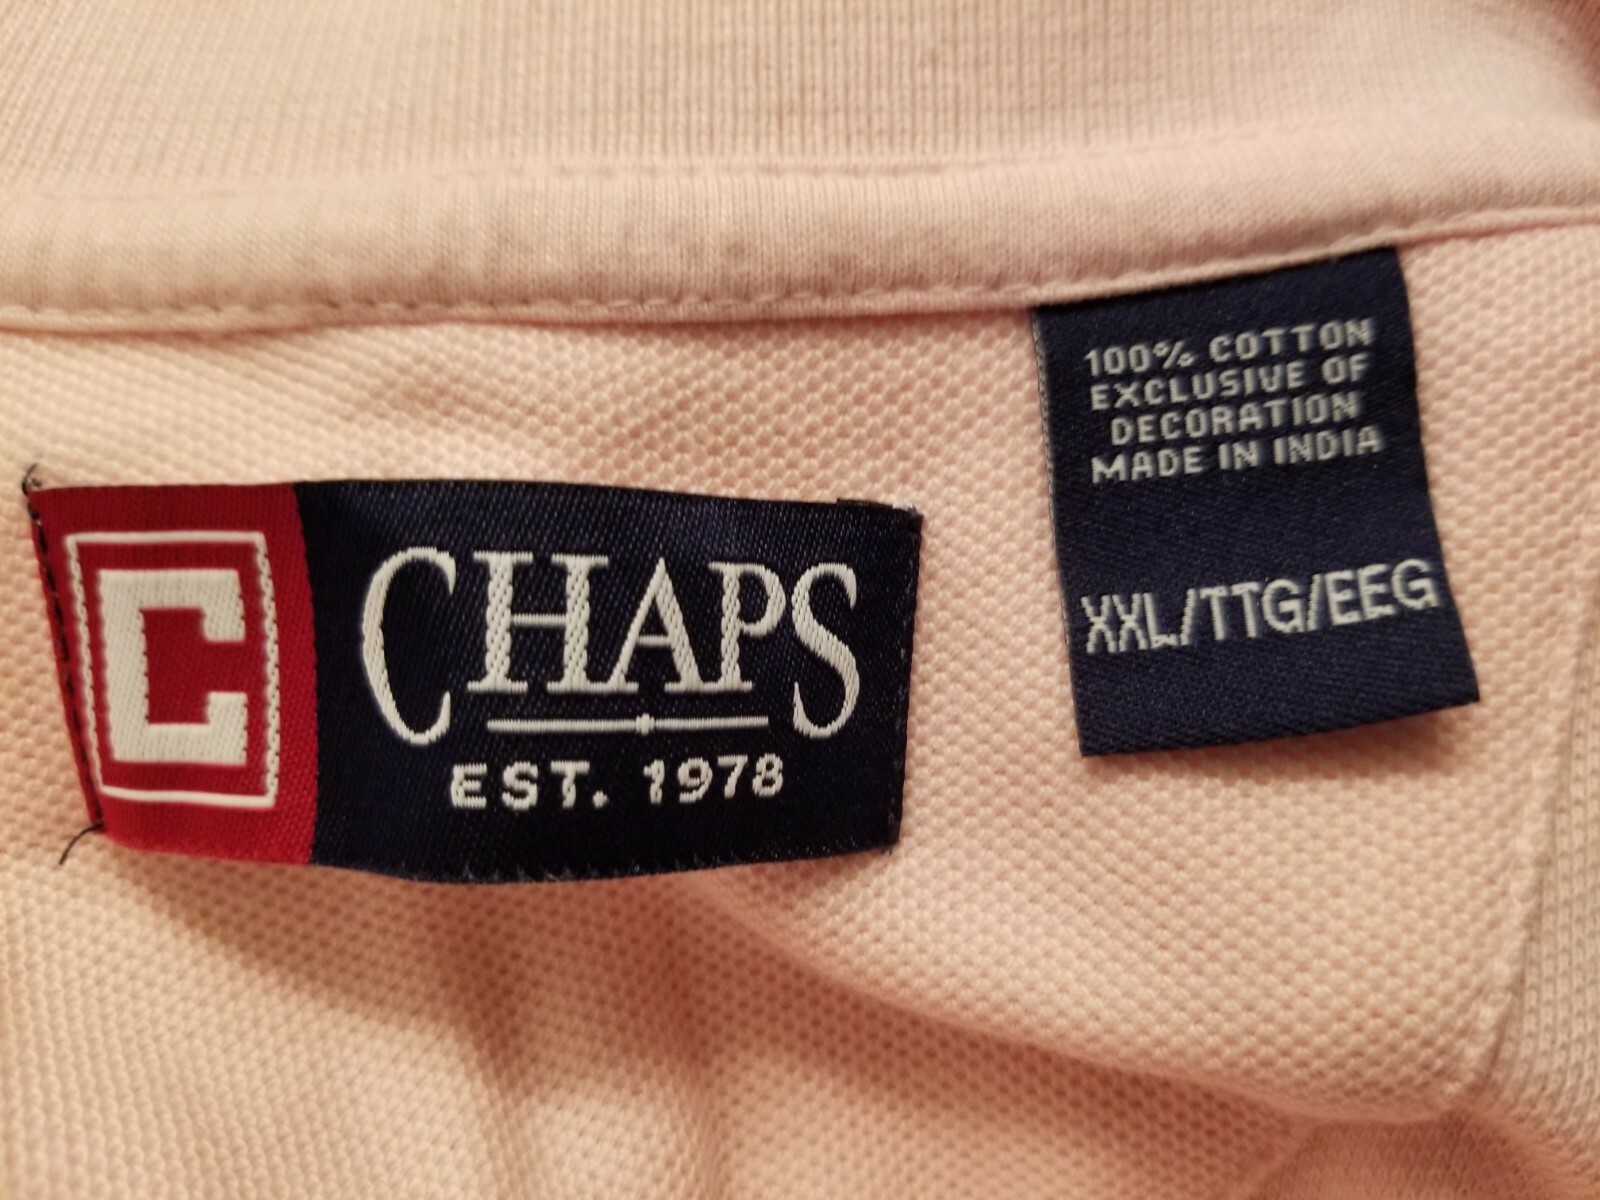 C
CHAPS
EST. 1978
100% COTTON
EXCLUSIVE OF
DECORATION
MADE IN INDIA
XXL/TTG/EEG